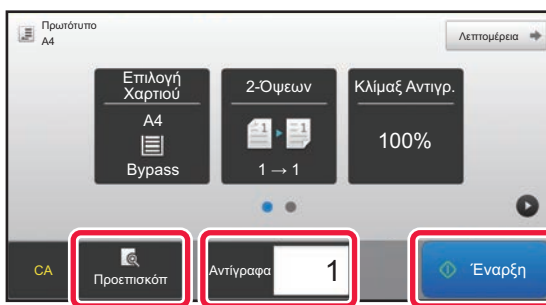 Πρωτότυπο
A4
Λεπτομέρεια
Επιλογή
Χαρτιού
A4
Bypass
2-Όψεων
1 → 1
Κλίμαξ Αντιγρ.
100%
CA
Προεπισκόπ
Αντίγραφα
1
Έναρξη